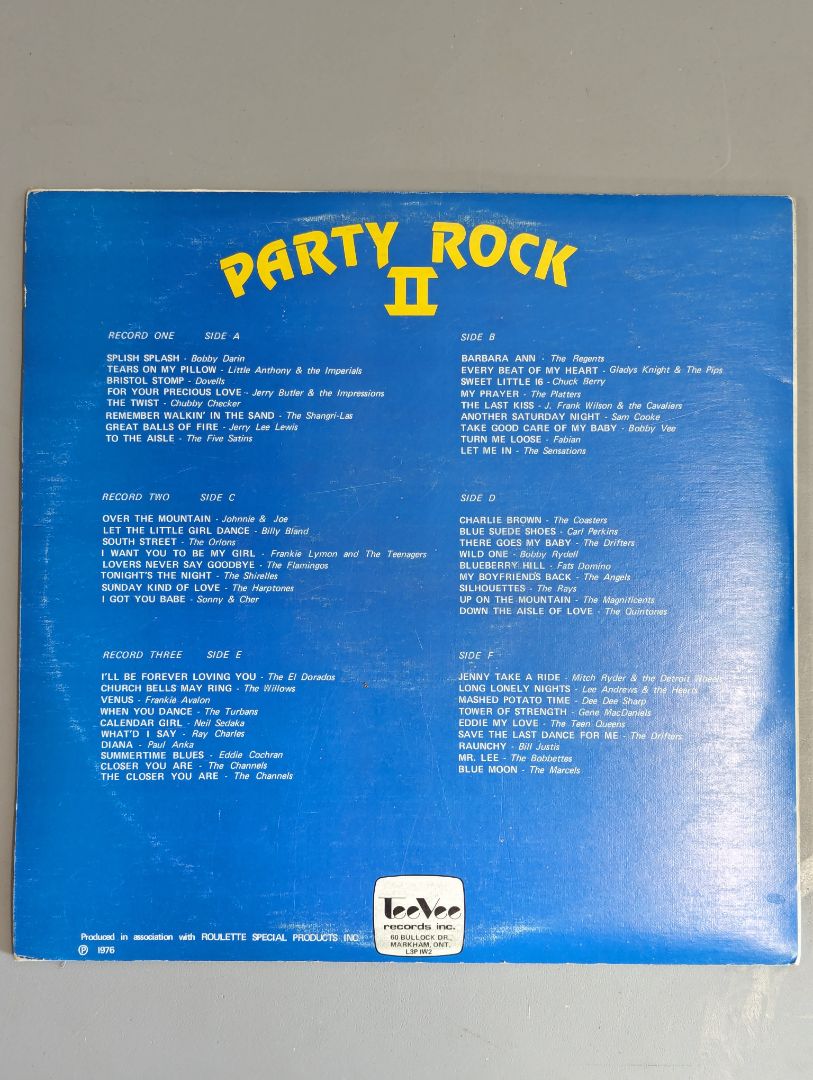 PARTY ROCK
II
RECORD ONE SIDE A
SPLISH SPLASH - Bobby Darin
TEARS ON MY PILLOW - Little Anthony & the Imperials
BRISTOL STOMP - Dovells
FOR YOUR PRECIOUS LOVE - Jerry Butler & the Impressions
THE TWIST - Chubby Checker
REMEMBER WALKIN' IN THE SAND - The Shangri-Las
GREAT BALLS OF FIRE - Jerry Lee Lewis
TO THE AISLE - The Five Satins
SIDE B
BARBARA ANN - The Regents
EVERY BEAT OF MY HEART - Gladys Knight & The Pips
SWEET LITTLE 16 - Chuck Berry
MY PRAYER - The Platters
THE LAST KISS - J. Frank Wilson & the Cavaliers
ANOTHER SATURDAY NIGHT - Sam Cooke
TAKE GOOD CARE OF MY BABY - Bobby Vee
TURN ME LOOSE - Fabian
LET ME IN - The Sensations
RECORD TWO SIDE C
OVER THE MOUNTAIN - Johnnie & Joe
LET THE LITTLE GIRL DANCE - Billy Bland
SOUTH STREET - The Orlons
I WANT YOU TO BE MY GIRL - Frankie Lymon and The Teenagers
LOVERS NEVER SAY GOODBYE - The Flamingos
TONIGHT'S THE NIGHT - The Shirelles
SUNDAY KIND OF LOVE - The Harptones
I GOT YOU BABE - Sonny & Cher
SIDE D
CHARLIE BROWN - The Coasters
BLUE SUEDE SHOES - Carl Perkins
THERE GOES MY BABY - The Drifters
WILD ONE - Bobby Rydell
BLUEBERRY HILL - Fats Domino
MY BOYFRIENDS BACK - The Angels
SILHOUETTES - The Rays
UP ON THE MOUNTAIN - The Magnificents
DOWN THE AISLE OF LOVE - The Quintones
RECORD THREE SIDE E
I'LL BE FOREVER LOVING YOU - The El Dorados
CHURCH BELLS MAY RING - The Willows
VENUS - Frankie Avalon
WHEN YOU DANCE - The Turbans
CALENDAR GIRL - Neil Sedaka
WHAT'D I SAY - Ray Charles
DIANA - Paul Anka
SUMMERTIME BLUES - Eddie Cochran
CLOSER YOU ARE - The Channels
THE CLOSER YOU ARE - The Channels
SIDE F
JENNY TAKE A RIDE - Mitch Ryder & the Detroit Wheels
LONG LONELY NIGHTS - Lee Andrews & the Hearts
MASHED POTATO TIME - Dee Dee Sharp
TOWER OF STRENGTH - Gene MacDaniels
EDDIE MY LOVE - The Teen Queens
SAVE THE LAST DANCE FOR ME - The Drifters
RAUNCHY - Bill Justis
MR. LEE - The Bobbettes
BLUE MOON - The Marcels
Produced in association with ROULETTE SPECIAL PRODUCTS INC.
℗ 1976
TeeVee
records inc.
60 BULLOCK DR.,
MARKHAM, ONT.
L3P 1W2